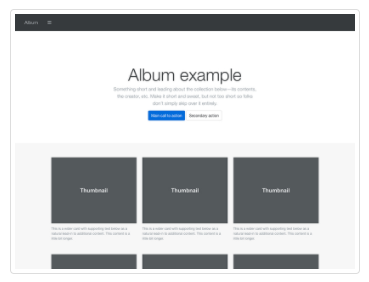 Album
Album example
Something short and leading about the collection below—its contents,
the creator, etc. Make it short and sweet, but not too short so folks
don't simply skip over it entirely.
Main call to action Secondary action
Thumbnail Thumbnail Thumbnail
This is a wider card with supporting text below as a This is a wider card with supporting text below as a This is a wider card with supporting text below as a
natural lead-in to additional content. This content is a natural lead-in to additional content. This content is a natural lead-in to additional content. This content is a
little bit longer. little bit longer. little bit longer.